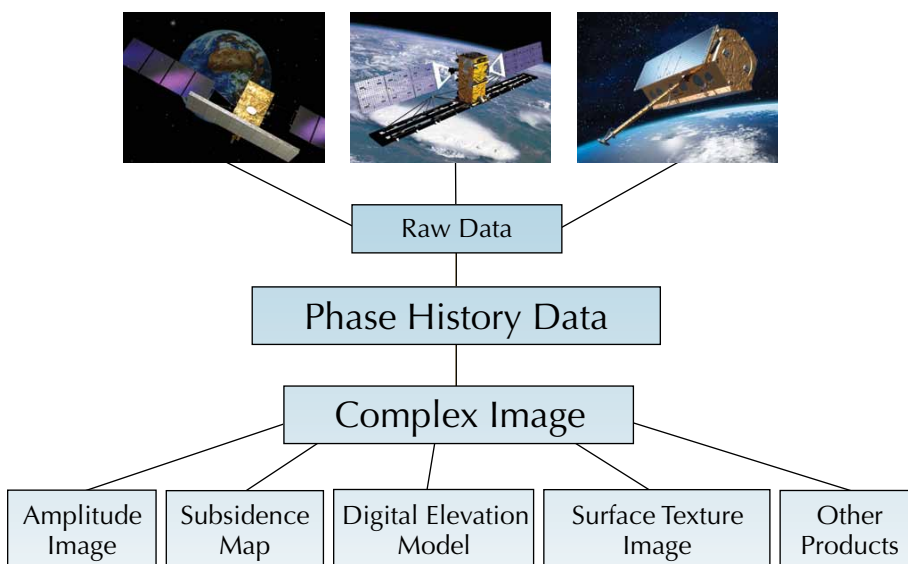 Raw Data
Phase History Data
Complex Image
Amplitude
Image
Subsidence
Map
Digital Elevation
Model
Surface Texture
Image
Other
Products